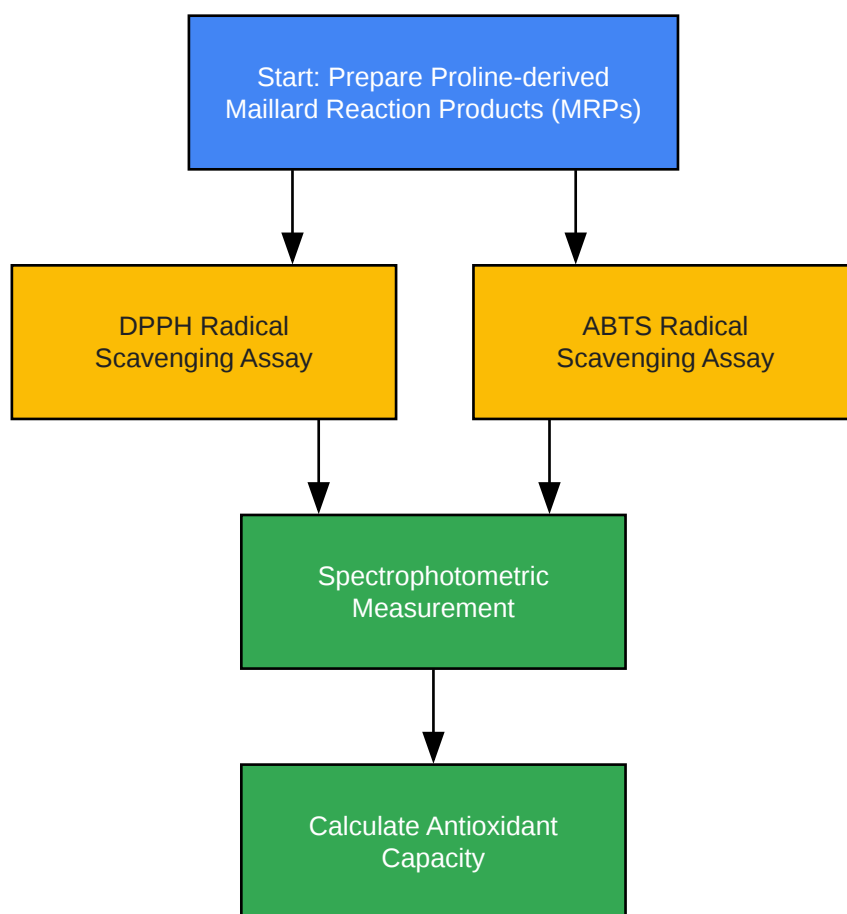 Start: Prepare Proline-derived
Maillard Reaction Products (MRPs)
DPPH Radical
Scavenging Assay
ABTS Radical
Scavenging Assay
Spectrophotometric
Measurement
Calculate Antioxidant
Capacity